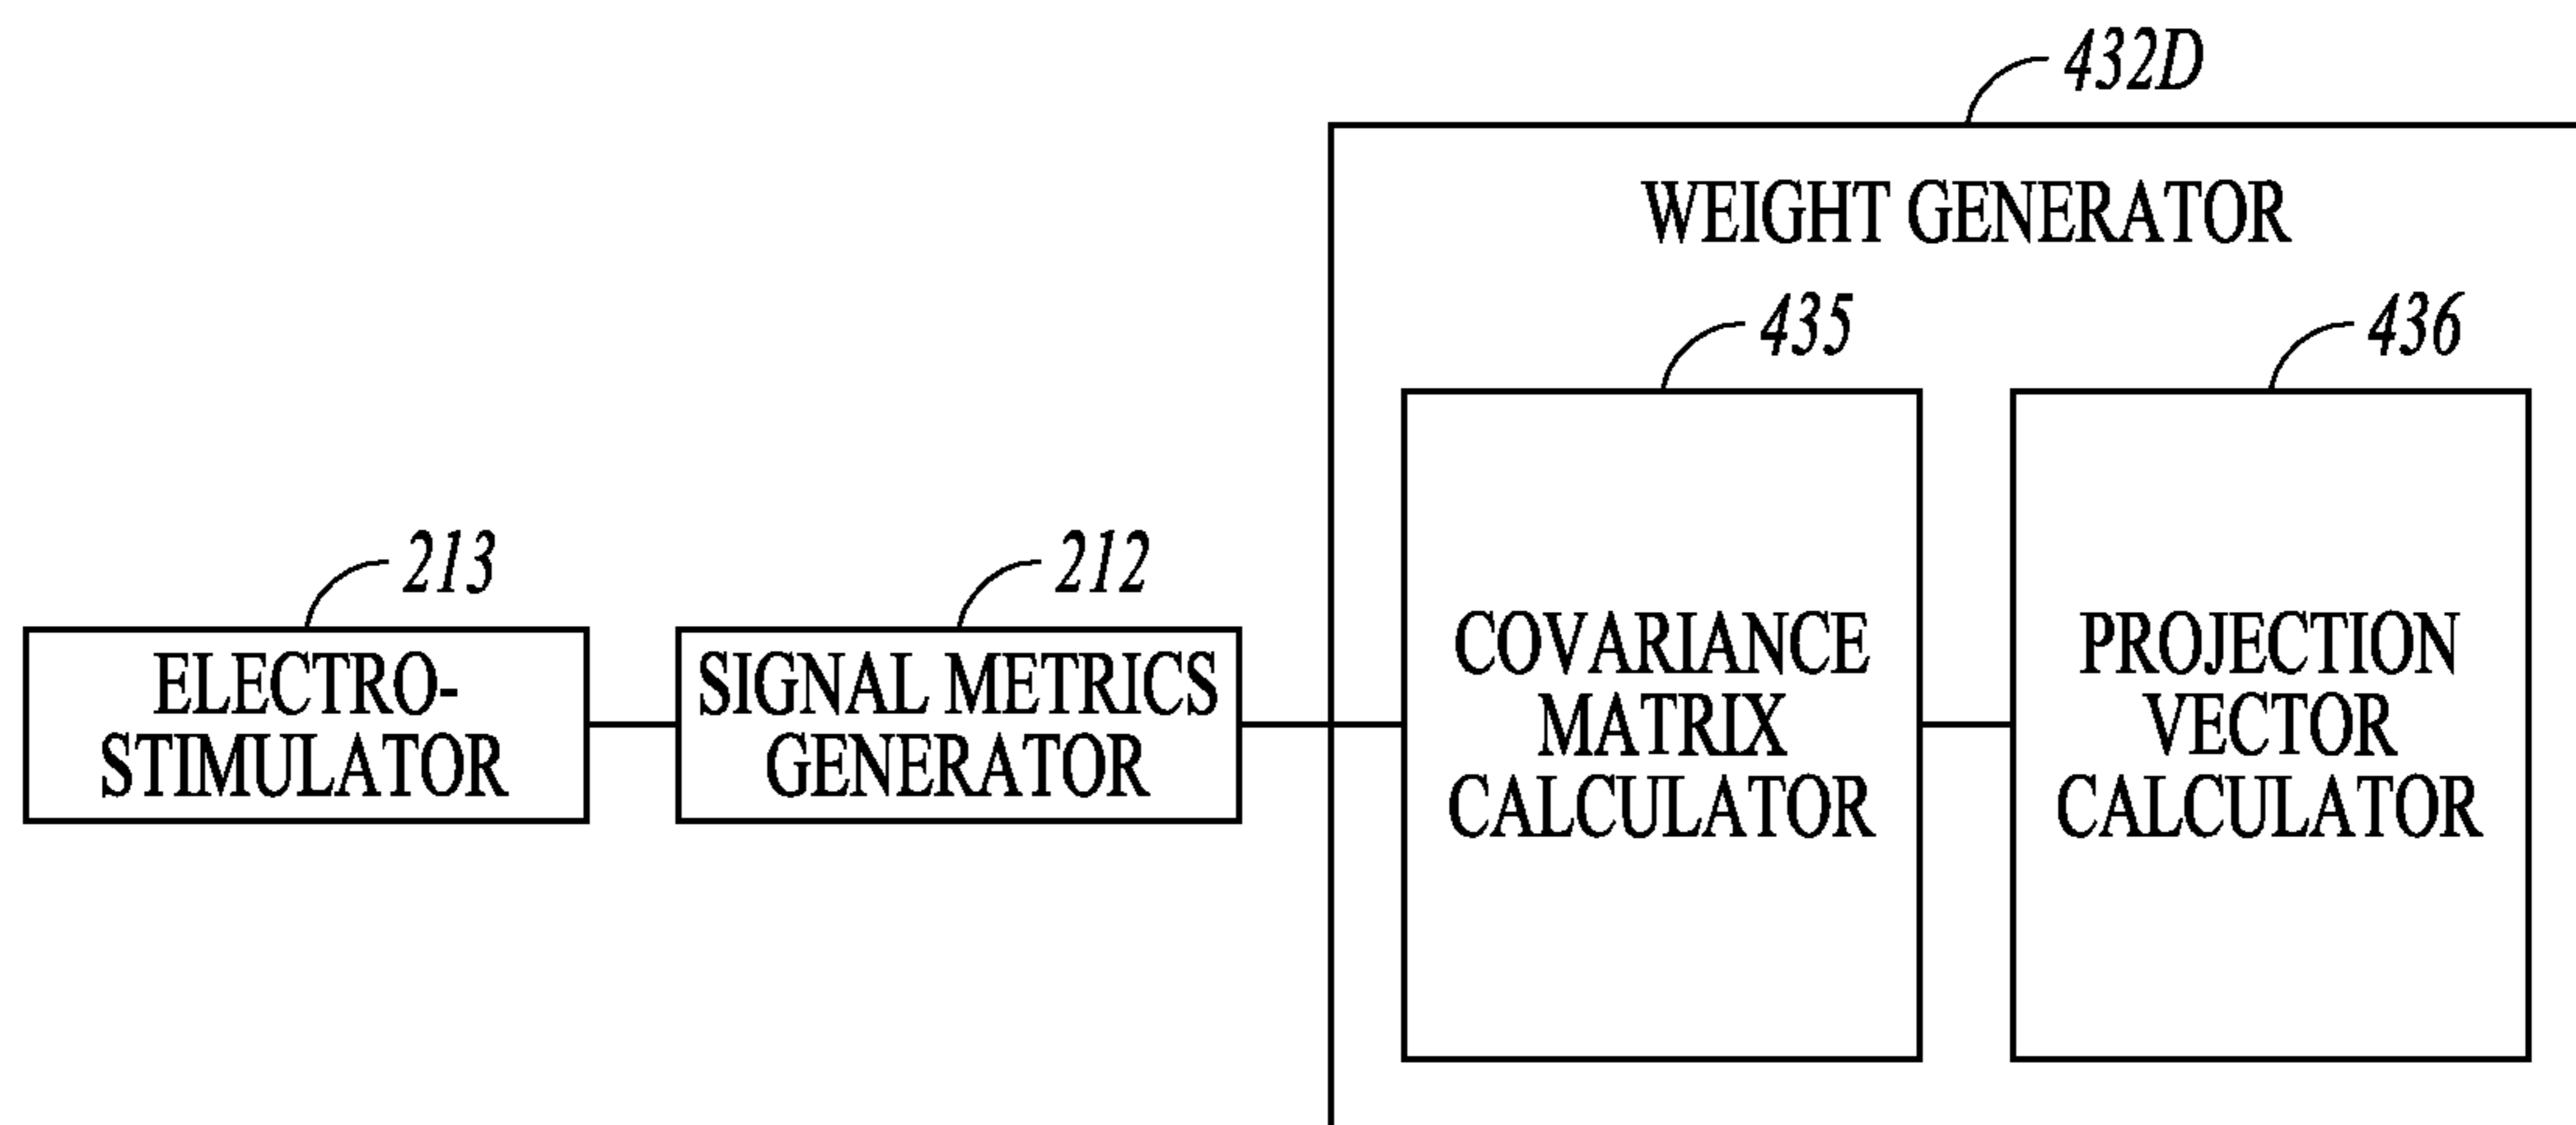 432D
WEIGHT GENERATOR
435
436
213
212
ELECTRO-
STIMULATOR
SIGNAL METRICS
GENERATOR
COVARIANCE
MATRIX
CALCULATOR
PROJECTION
VECTOR
CALCULATOR